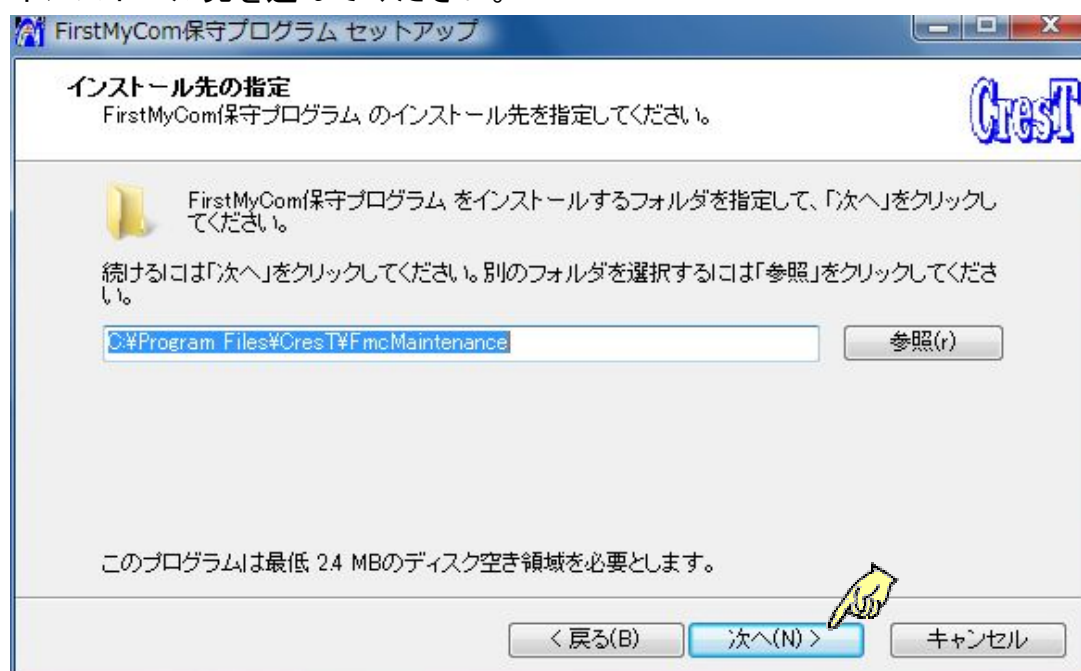 FirstMyCom保守プログラム セットアップ
インストール先の指定
FirstMyCom保守プログラム のインストール先を指定してください。
CresT
FirstMyCom保守プログラム をインストールするフォルダを指定して、「次へ」をクリックし
てください。
続けるには「次へ」をクリックしてください。別のフォルダを選択するには「参照」をクリックしてくださ
い。
C:¥Program Files¥CresT¥FmcMaintenance
参照(r)
このプログラムは最低 2.4 MBのディスク空き領域を必要とします。
< 戻る(B)
次へ(N) >
キャンセル